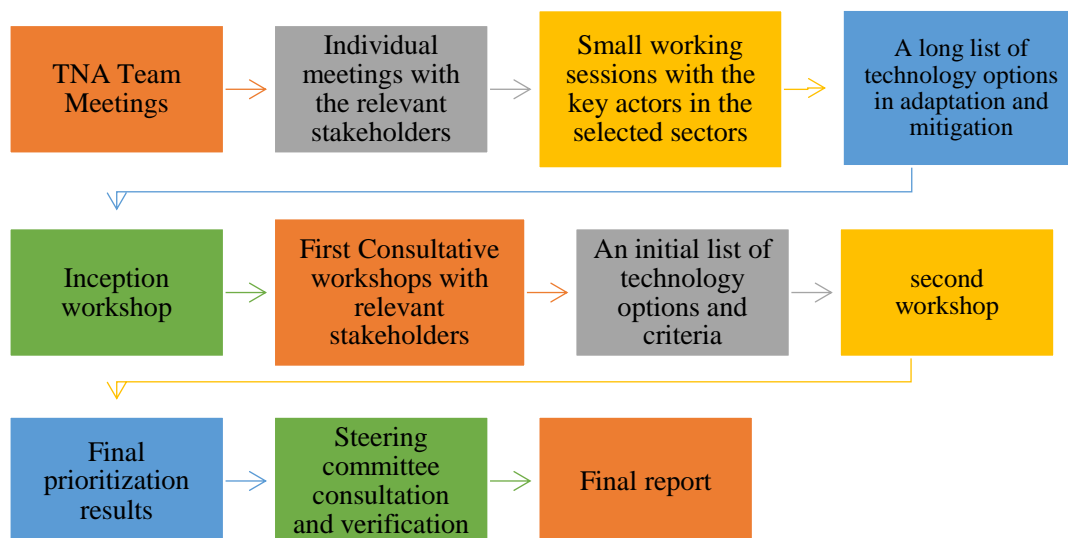 TNA Team
Meetings
Individual
meetings with
the relevant
stakeholders
Small working
sessions with the
key actors in the
selected sectors
A long list of
technology options
in adaptation and
mitigation
Inception
workshop
First Consultative
workshops with
relevant
stakeholders
An initial list of
technology
options and
criteria
second
workshop
Final
prioritization
results
Steering
committee
consultation
and verification
Final report